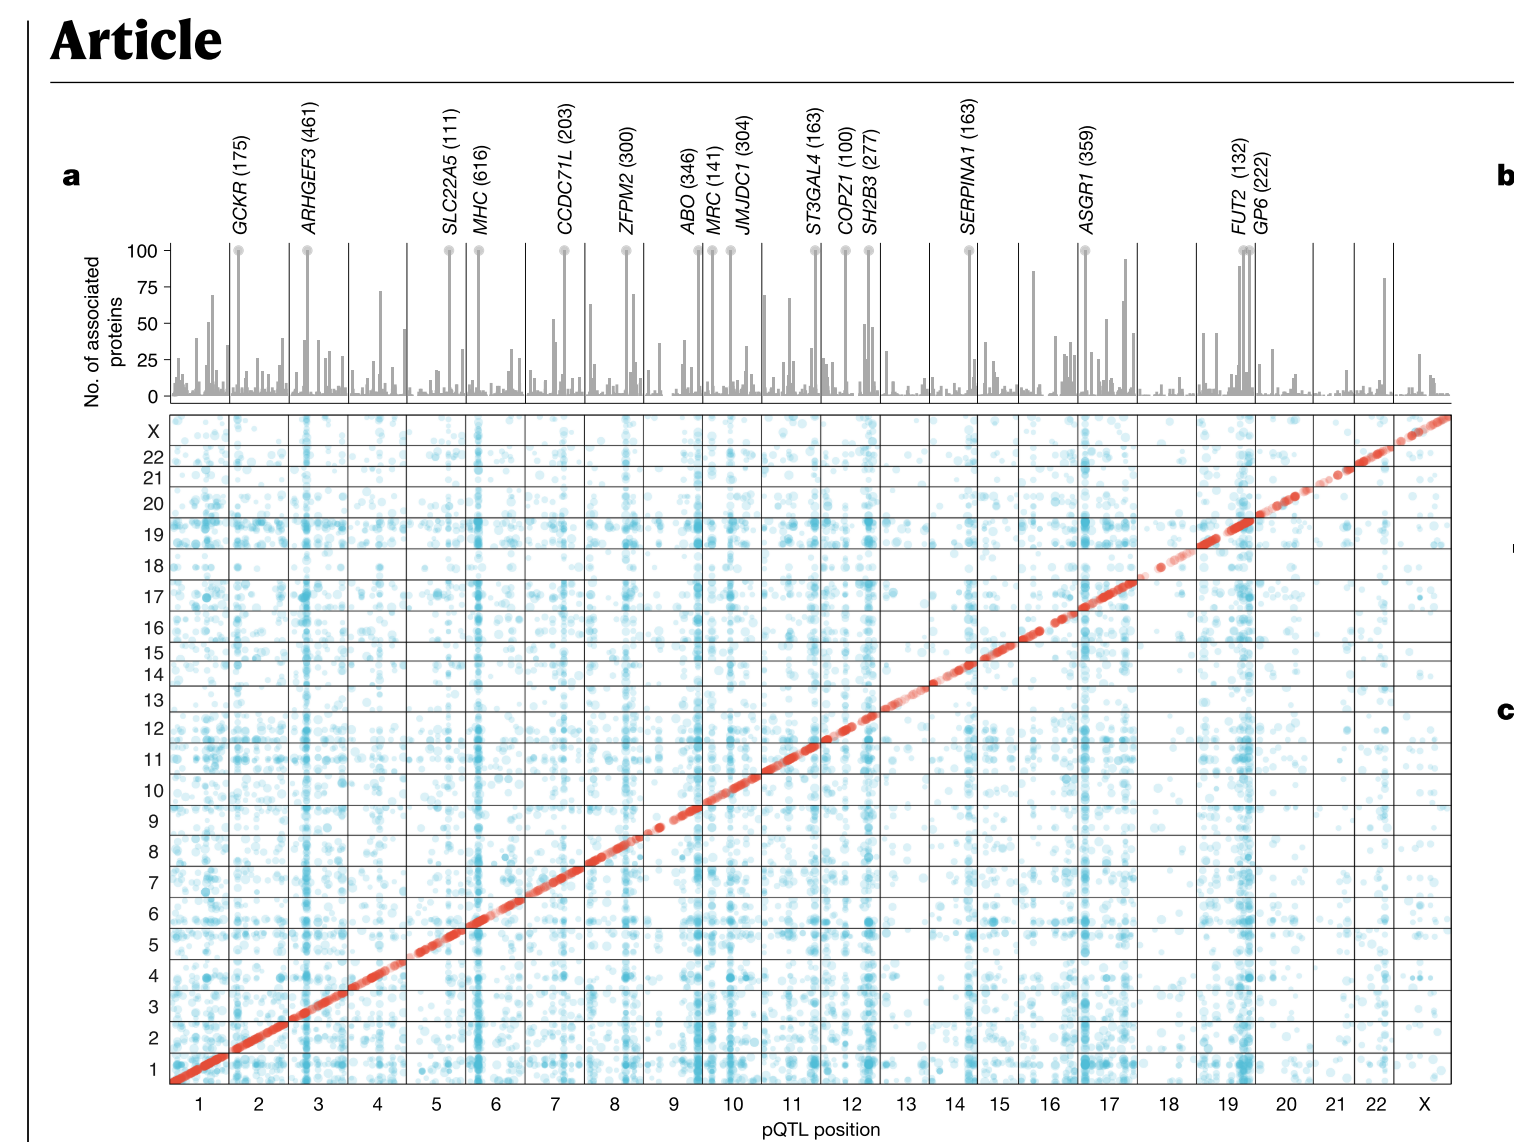 Article
a
b
c
GCKR (175)
ARHGEF3 (461)
SLC22A5 (111)
MHC (616)
CCDC71L (203)
ZFPM2 (300)
ABO (346)
MRC (141)
JMJDC1 (304)
ST3GAL4 (163)
COPZ1 (100)
SH2B3 (277)
SERPINA1 (163)
ASGR1 (359)
FUT2 (132)
GP6 (222)
No. of associated
proteins
100
75
50
25
0
X
22
21
20
19
18
17
16
15
14
13
12
11
10
9
8
7
6
5
4
3
2
1
1 2 3 4 5 6 7 8 9 10 11 12 13 14 15 16 17 18 19 20 21 22 X
pQTL position